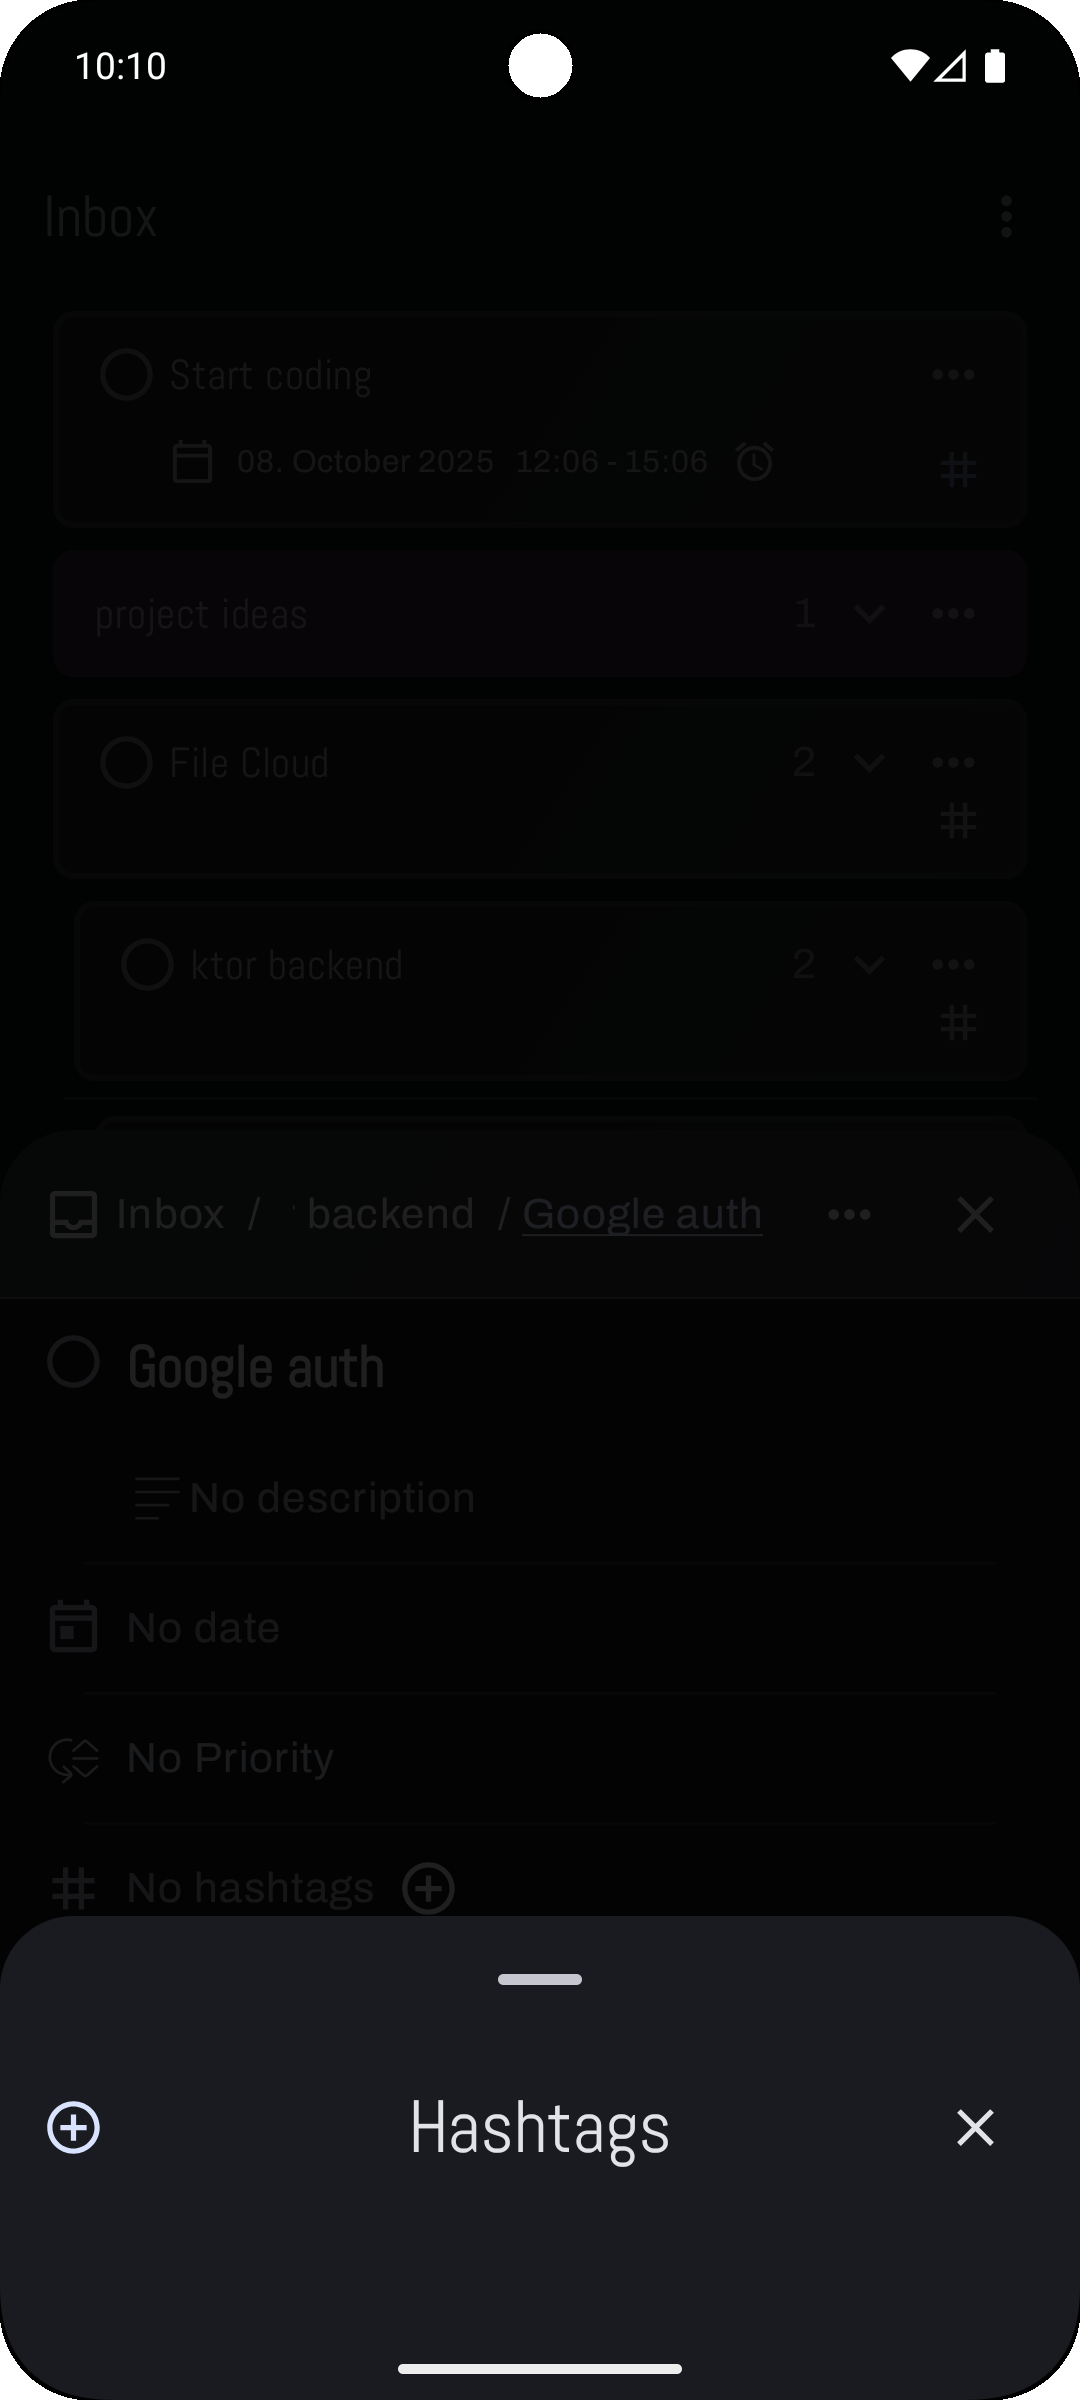 10:10
Inbox
Start coding
08. October 2025 12:06 - 15:06
project ideas 1
File Cloud 2
ktor backend 2
Inbox / backend / Google auth
Google auth
No description
No date
No Priority
No hashtags
Hashtags